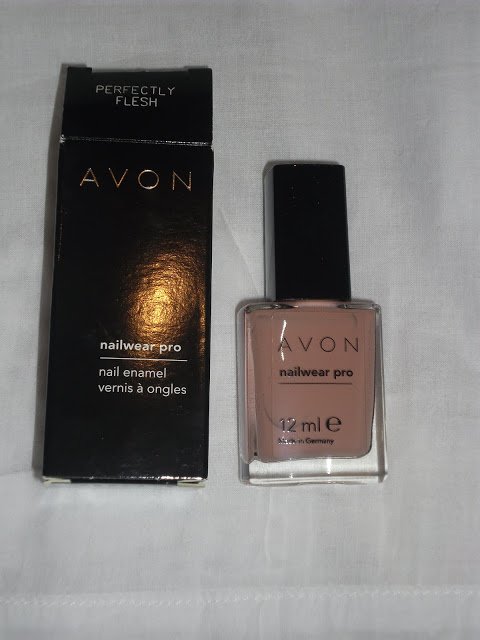 PERFECTLY
FLESH
AVON
nailwear pro
nail enamel
vernis à ongles
AVON
nailwear pro
12 ml ℮
Made in Germany